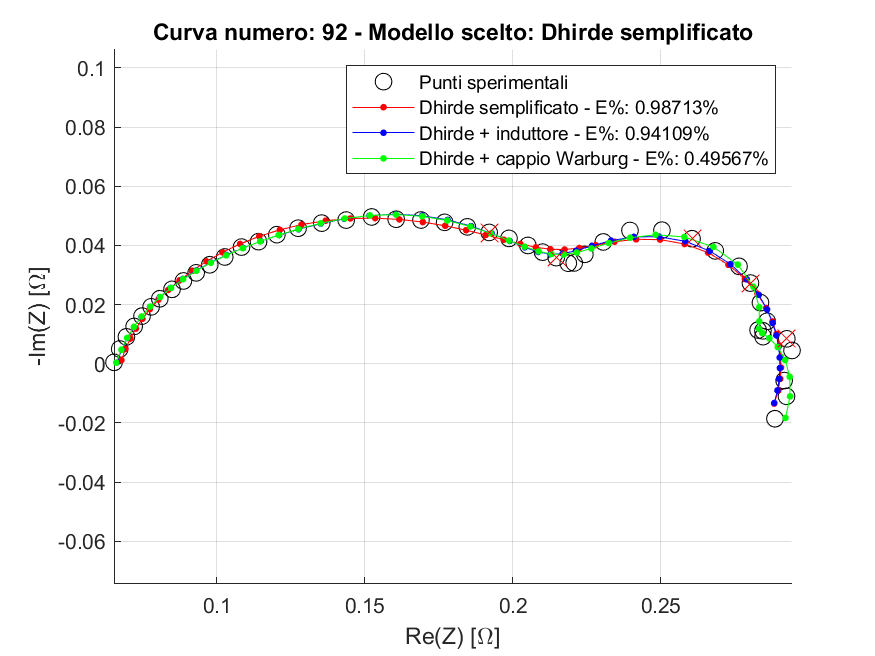 Curva numero: 92 - Modello scelto: Dhirde semplificato
Punti sperimentali
Dhirde semplificato - E%: 0.98713%
Dhirde + induttore - E%: 0.94109%
Dhirde + cappio Warburg - E%: 0.49567%
0.1
0.08
0.06
0.04
0.02
0
-0.02
-0.04
-0.06
-Im(Z) [Ω]
0.1
0.15
0.2
0.25
Re(Z) [Ω]